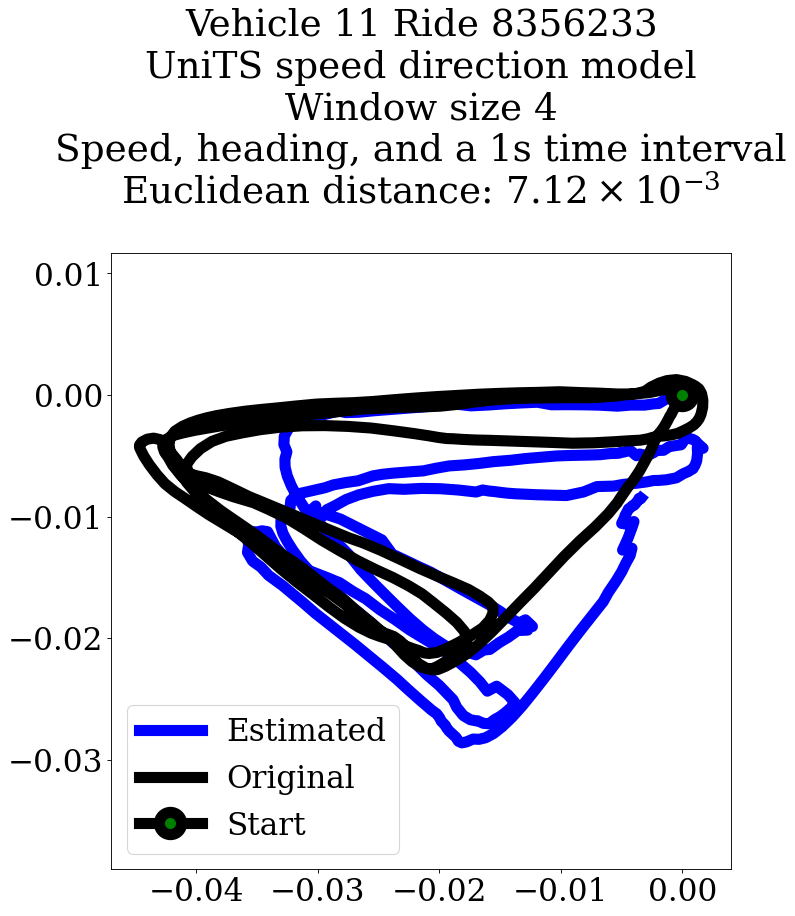 Vehicle 11 Ride 8356233
UniTS speed direction model
Window size 4
Speed, heading, and a 1s time interval
Euclidean distance: 7.12 × 10⁻³
0.01
0.00
−0.01
−0.02
−0.03
Estimated
Original
Start
−0.04 −0.03 −0.02 −0.01 0.00